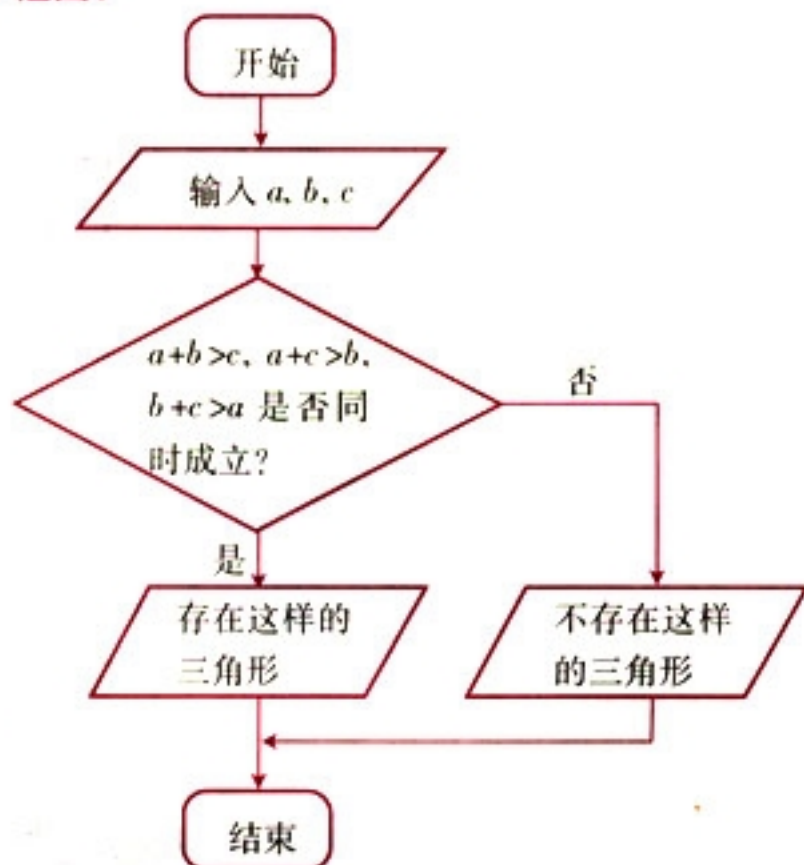 开始
输入 a, b, c
a+b>c, a+c>b,
b+c>a 是否同
时成立?
否
是
存在这样的
三角形
不存在这样
的三角形
结束